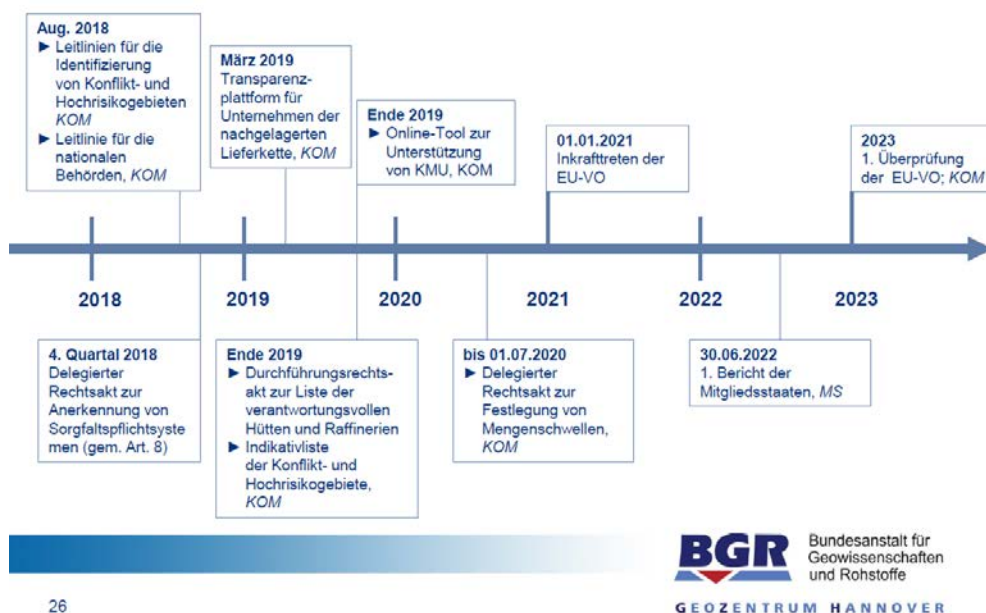 Aug. 2018
► Leitlinien für die
Identifizierung
von Konflikt- und
Hochrisikogebieten
KOM
► Leitlinie für die
nationalen
Behörden, KOM
März 2019
Transparenz-
plattform für
Unternehmen der
nachgelagerten
Lieferkette, KOM
Ende 2019
► Online-Tool zur
Unterstützung
von KMU, KOM
01.01.2021
Inkrafttreten der
EU-VO
2023
1. Überprüfung
der EU-VO; KOM
2018
2019
2020
2021
2022
2023
4. Quartal 2018
Delegierter
Rechtsakt zur
Anerkennung von
Sorgfaltspflichtsyste
men (gem. Art. 8)
Ende 2019
► Durchführungsrechts-
akt zur Liste der
verantwortungsvollen
Hütten und Raffinerien
► Indikativliste
der Konflikt- und
Hochrisikogebiete,
KOM
bis 01.07.2020
► Delegierter
Rechtsakt zur
Festlegung von
Mengenschwellen,
KOM
30.06.2022
1. Bericht der
Mitgliedsstaaten, MS
BGR
Bundesanstalt für
Geowissenschaften
und Rohstoffe
26
GEOZENTRUM HANNOVER